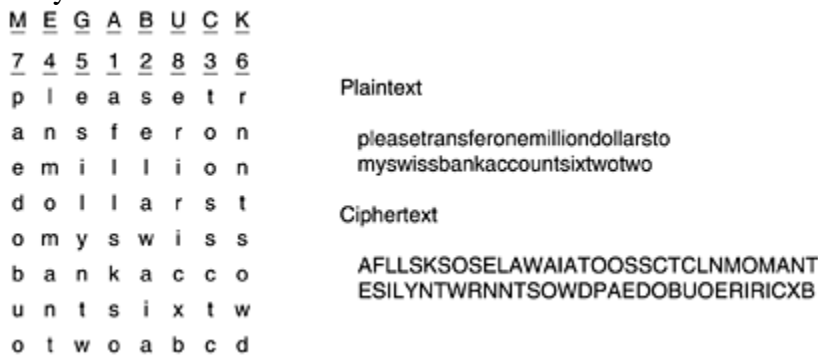 M E G A B U C K
7 4 5 1 2 8 3 6
p l e a s e t r
a n s f e r o n
e m i l l i o n
d o l l a r s t
o m y s w i s s
b a n k a c c o
u n t s i x t w
o t w o a b c d
Plaintext
pleasetransferonemilliondollarsto
myswissbankaccountsixtwotwo
Ciphertext
AFLLSKSOSELAWAIATOOSSCTCLNMOMANT
ESILYNTWRNNTSOWDPAEDOBUOERIRICXB